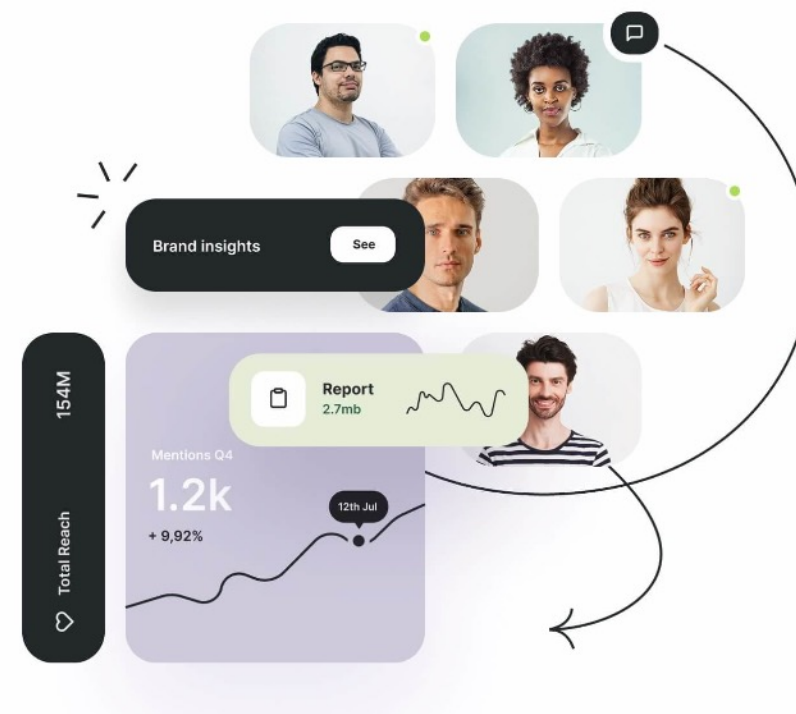 Brand insights
See
154M
Total Reach
Report
2.7mb
Mentions Q4
1.2k
+ 9,92%
12th Jul